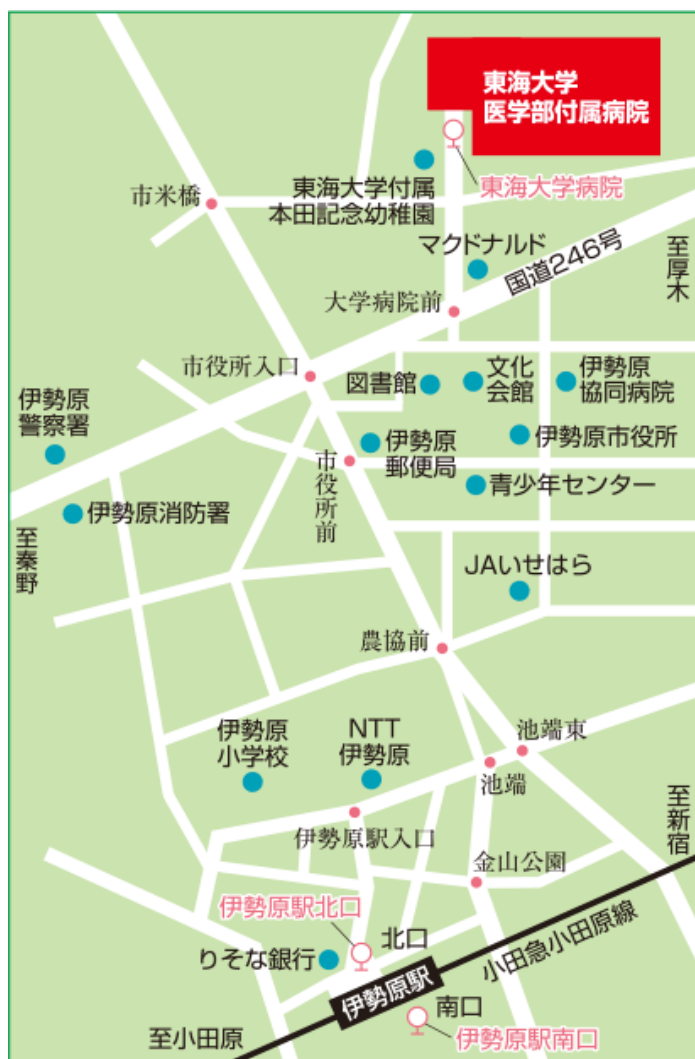 東海大学
医学部付属病院
東海大学病院
東海大学付属
本田記念幼稚園
市米橋
マクドナルド
国道246号
至厚木
大学病院前
市役所入口
図書館
文化
会館
伊勢原
協同病院
伊勢原
警察署
伊勢原
郵便局
伊勢原市役所
市役所前
青少年センター
伊勢原消防署
至秦野
JAいせはら
農協前
伊勢原
小学校
NTT
伊勢原
池端東
池端
至新宿
伊勢原駅入口
金山公園
伊勢原駅北口
北口
りそな銀行
小田急小田原線
伊勢原駅
南口
伊勢原駅南口
至小田原